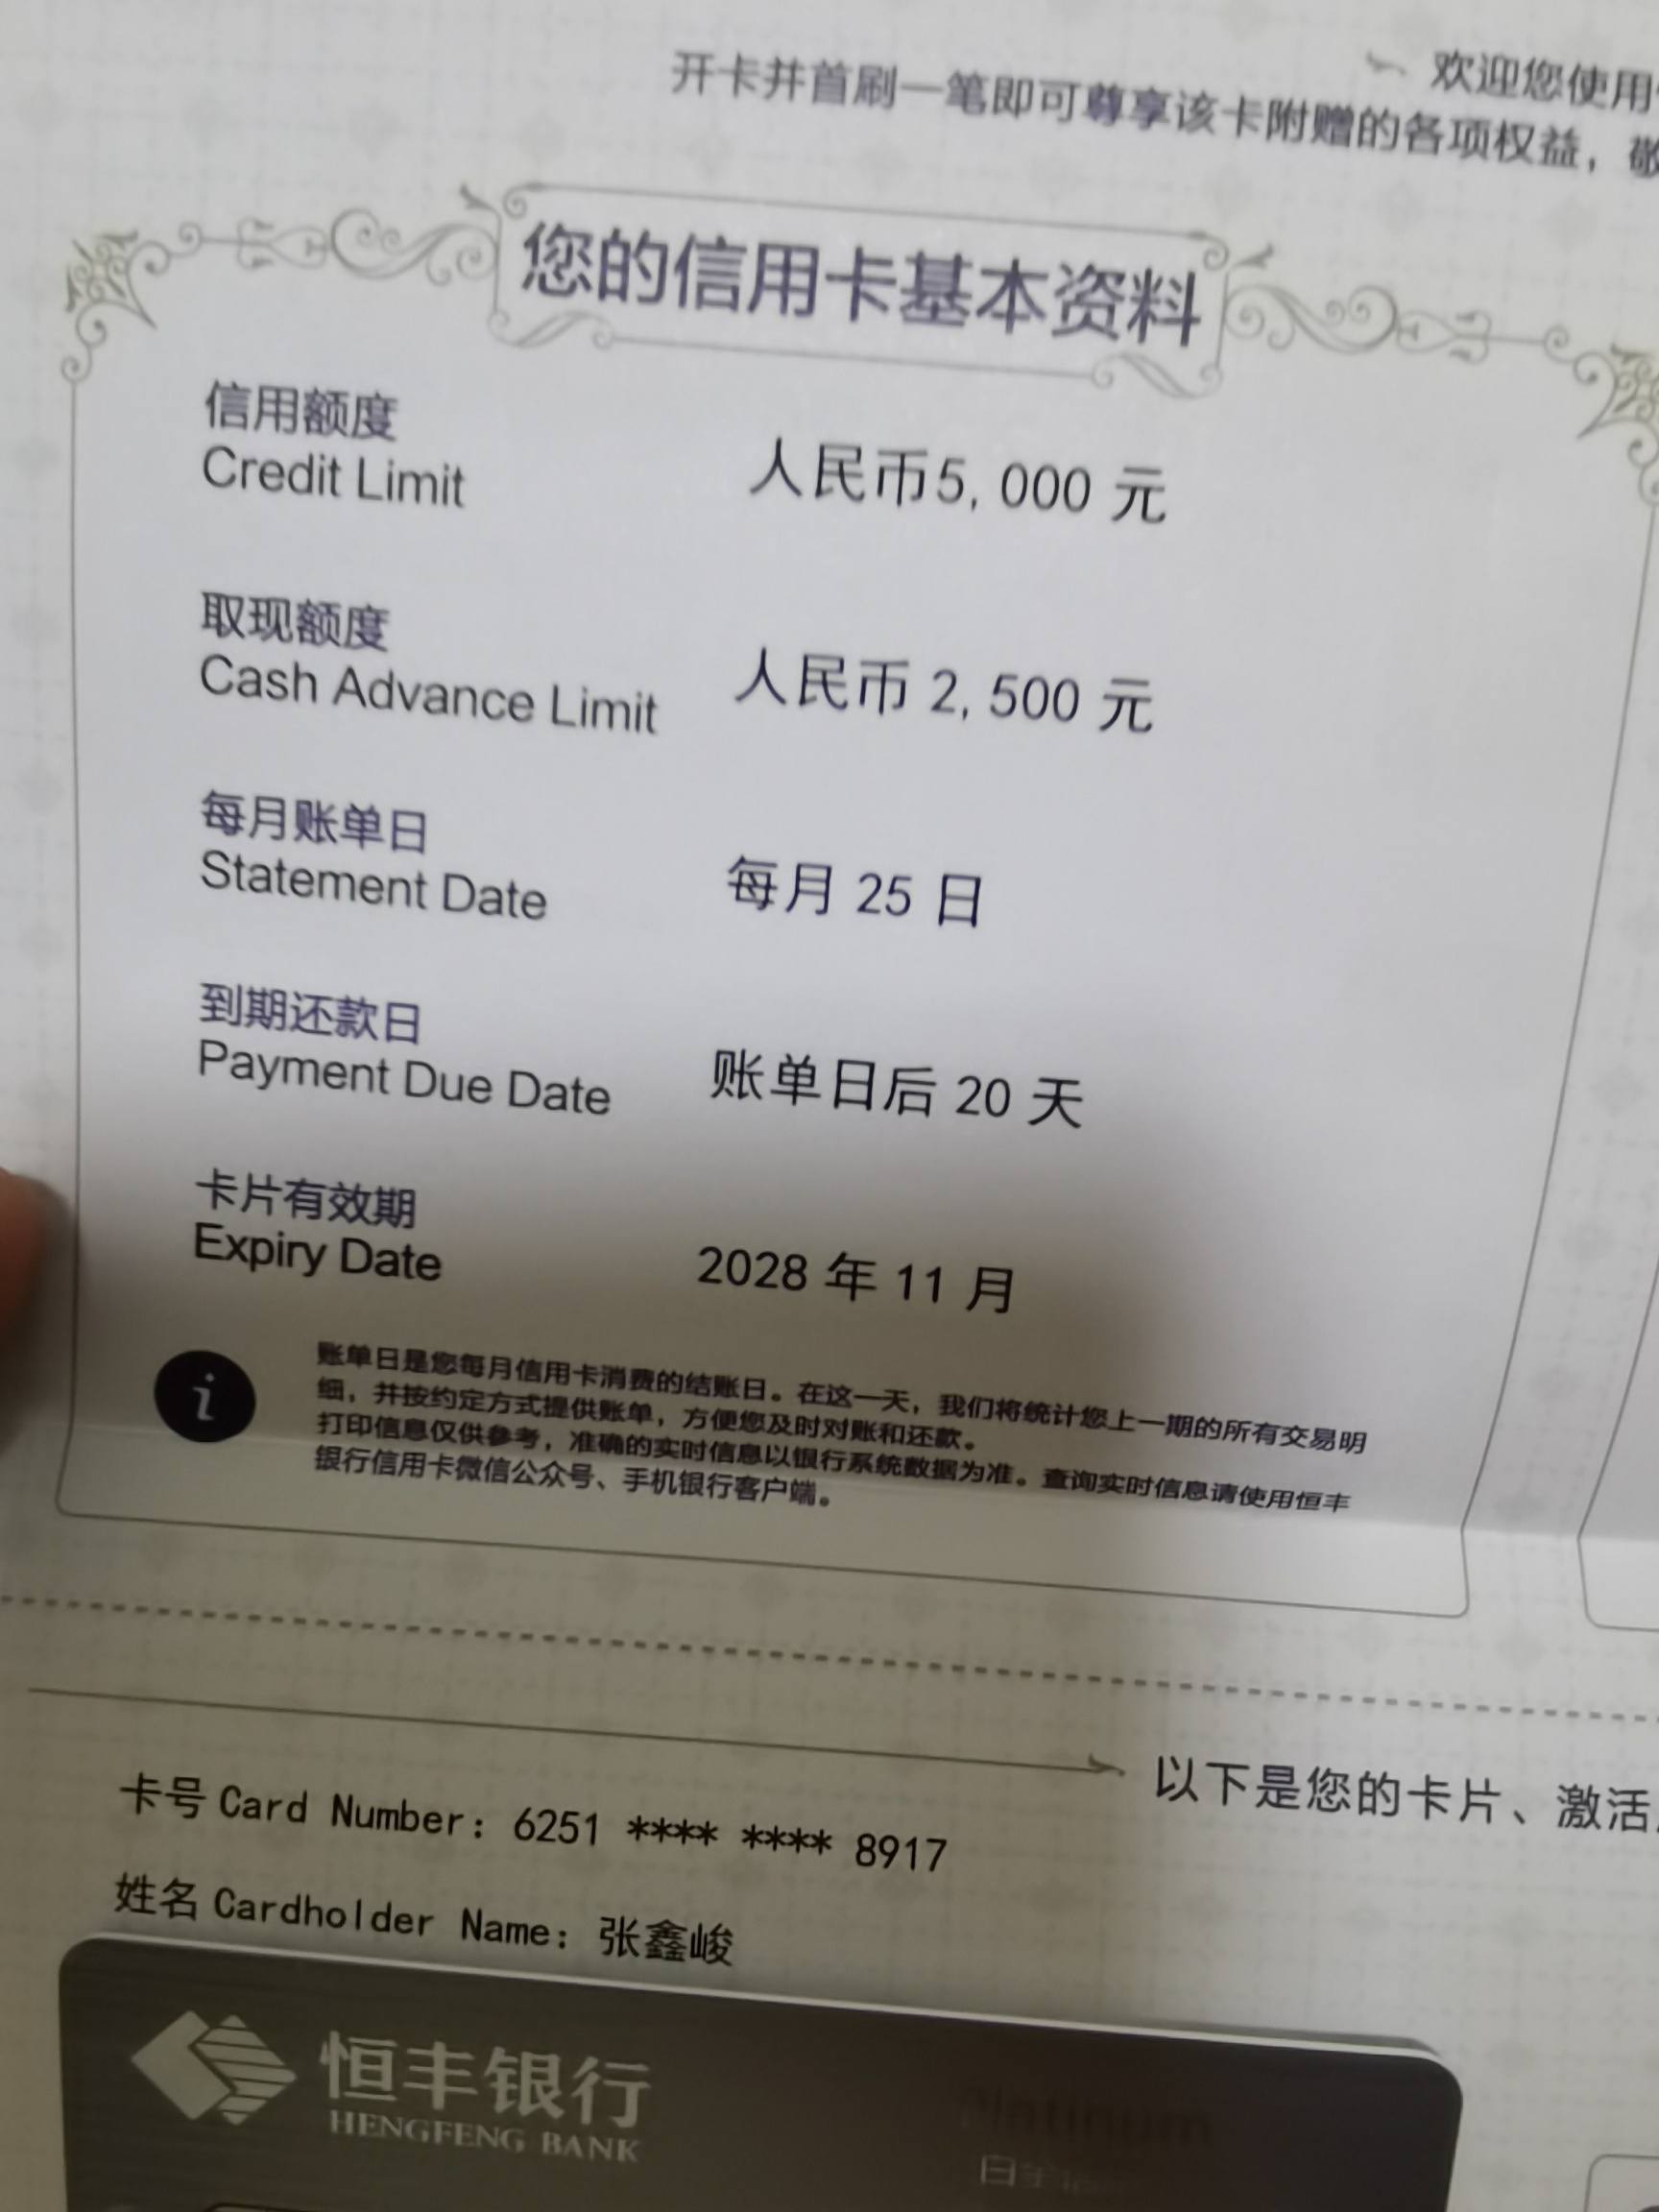 欢迎您使用
开卡并首刷一笔即可尊享该卡附赠的各项权益，敬
您的信用卡基本资料
信用额度
Credit Limit 人民币5,000 元
取现额度
Cash Advance Limit 人民币 2,500 元
每月账单日
Statement Date 每月 25 日
到期还款日
Payment Due Date 账单日后 20 天
卡片有效期
Expiry Date 2028 年 11 月
i
账单日是您每月信用卡消费的结账日。在这一天，我们将统计您上一期的所有交易明
细，并按约定方式提供账单，方便您及时对账和还款。
打印信息仅供参考，准确的实时信息以银行系统数据为准。查询实时信息请使用恒丰
银行信用卡微信公众号、手机银行客户端。
以下是您的卡片、激活
卡号 Card Number: 6251 **** **** 8917
姓名 Cardholder Name: 张鑫峻
恒丰银行
HENGFENG BANK
Platinum